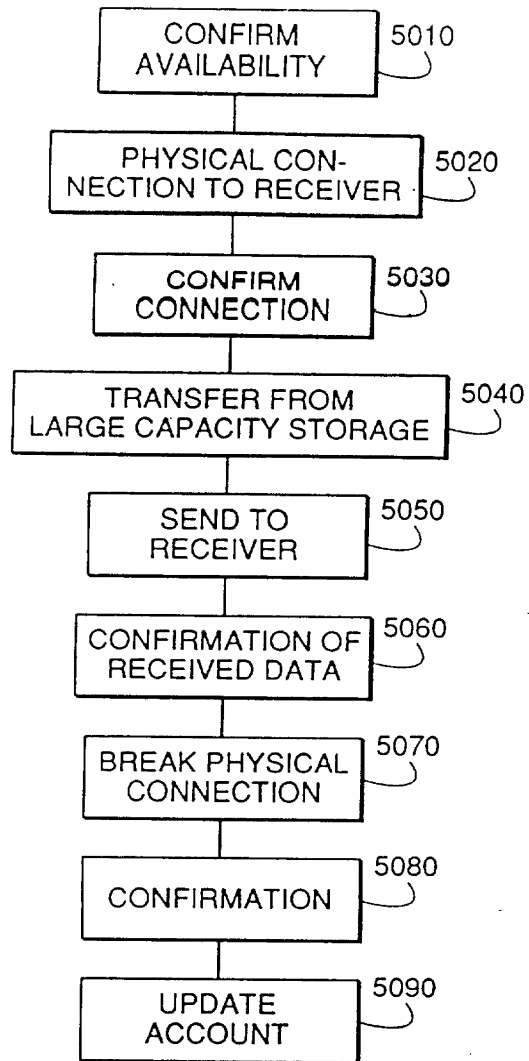 CONFIRM
AVAILABILITY
5010
PHYSICAL CON-
NECTION TO RECEIVER
5020
CONFIRM
CONNECTION
5030
TRANSFER FROM
LARGE CAPACITY STORAGE
5040
SEND TO
RECEIVER
5050
CONFIRMATION OF
RECEIVED DATA
5060
BREAK PHYSICAL
CONNECTION
5070
CONFIRMATION
5080
UPDATE
ACCOUNT
5090